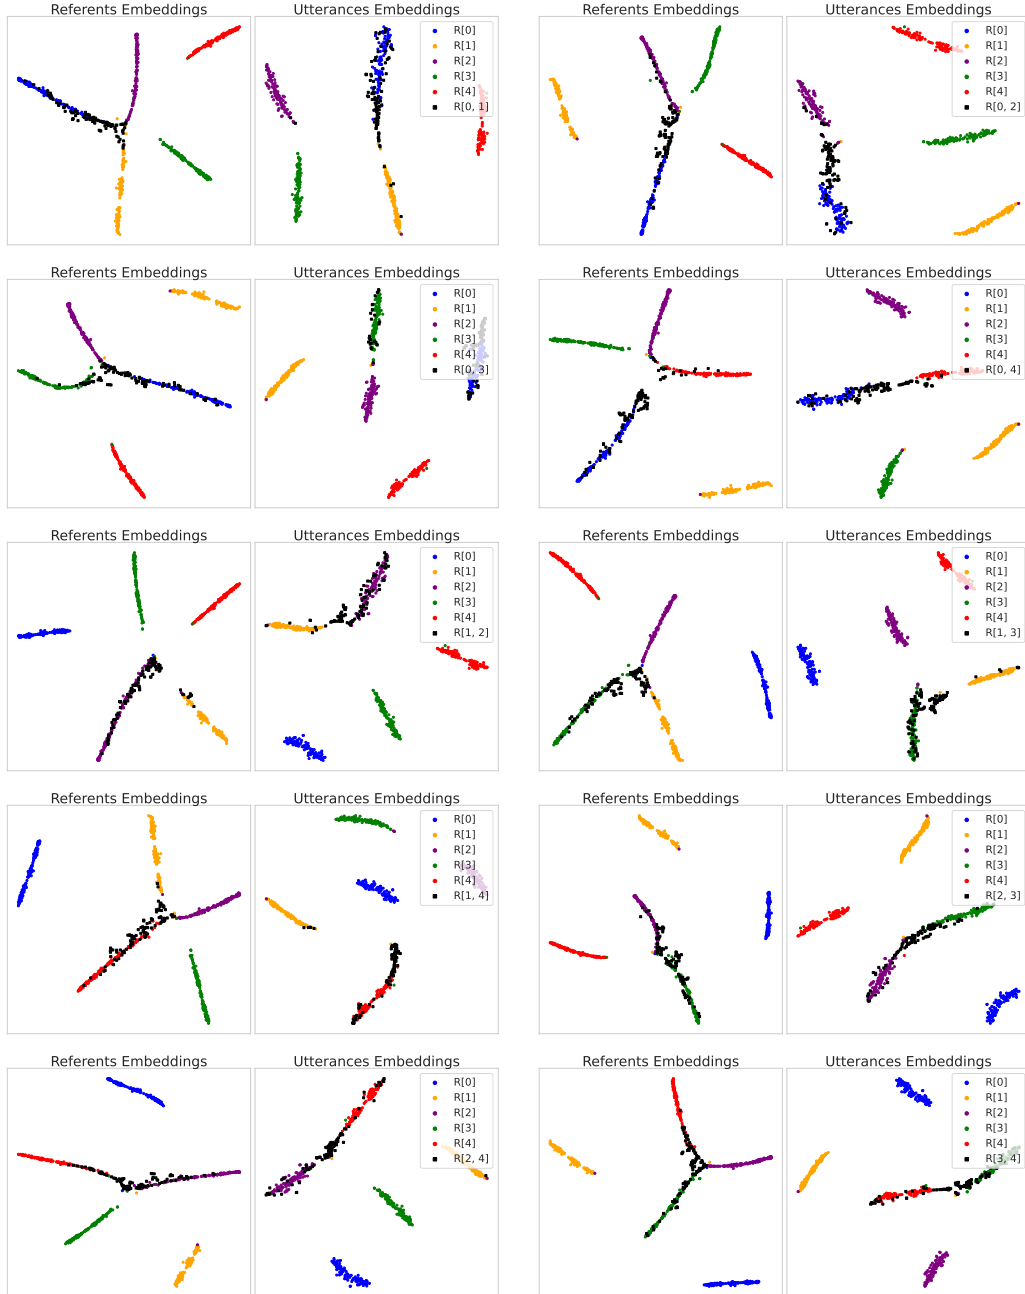 Referents Embeddings
Utterances Embeddings
R[0]
R[1]
R[2]
R[3]
R[4]
R[0, 1]
Referents Embeddings
Utterances Embeddings
R[0]
R[1]
R[2]
R[3]
R[4]
R[0, 2]
Referents Embeddings
Utterances Embeddings
R[0]
R[1]
R[2]
R[3]
R[4]
R[0, 3]
Referents Embeddings
Utterances Embeddings
R[0]
R[1]
R[2]
R[3]
R[4]
R[0, 4]
Referents Embeddings
Utterances Embeddings
R[0]
R[1]
R[2]
R[3]
R[4]
R[1, 2]
Referents Embeddings
Utterances Embeddings
R[0]
R[1]
R[2]
R[3]
R[4]
R[1, 3]
Referents Embeddings
Utterances Embeddings
R[0]
R[1]
R[2]
R[3]
R[4]
R[1, 4]
Referents Embeddings
Utterances Embeddings
R[0]
R[1]
R[2]
R[3]
R[4]
R[2, 3]
Referents Embeddings
Utterances Embeddings
R[0]
R[1]
R[2]
R[3]
R[4]
R[2, 4]
Referents Embeddings
Utterances Embeddings
R[0]
R[1]
R[2]
R[3]
R[4]
R[3, 4]